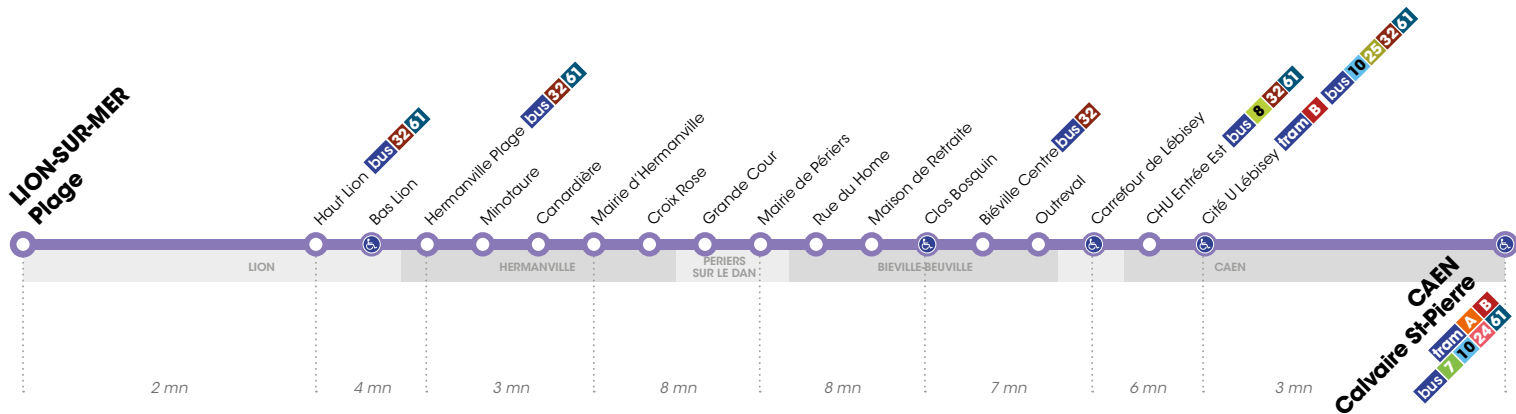 LION-SUR-MER
Plage
Haut Lion bus 32 61
Bas Lion
Hermanville Plage bus 32 61
Minotaure
Canardière
Mairie d'Hermanville
Croix Rose
Grande Cour
Mairie de Périers
Rue du Home
Maison de Retraite
Clos Bosquin
Biéville Centre bus 32
Outreval
Carrefour de Lébisey
CHU Entrée Est bus 8 32 61
Cité U Lébisey tram B bus 10 25 32 61
LION
HERMANVILLE
PERIERS
SUR LE DAN
BIEVILLE-BEUVILLE
CAEN
CAEN
Calvaire St-Pierre
tram A B
bus 7 10 24 61
2 mn
4 mn
3 mn
8 mn
8 mn
7 mn
6 mn
3 mn